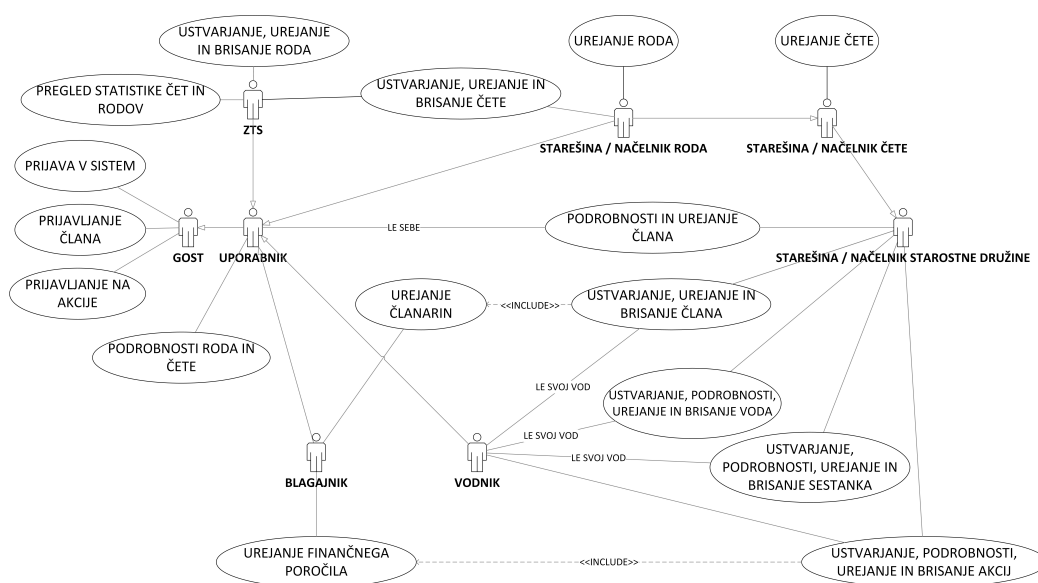 USTVARJANJE, UREJANJE
IN BRISANJE RODA
UREJANJE RODA
UREJANJE ČETE
PREGLED STATISTIKE ČET IN
RODOV
USTVARJANJE, UREJANJE IN
BRISANJE ČETE
ZTS
STAREŠINA / NAČELNIK RODA
STAREŠINA / NAČELNIK ČETE
PRIJAVA V SISTEM
PRIJAVLJANJE
ČLANA
PRIJAVLJANJE NA
AKCIJE
GOST
UPORABNIK
LE SEBE
PODROBNOSTI IN UREJANJE
ČLANA
STAREŠINA / NAČELNIK STAROSTNE DRUŽINE
UREJANJE
ČLANARIN
<<INCLUDE>>
USTVARJANJE, UREJANJE IN
BRISANJE ČLANA
PODROBNOSTI RODA IN
ČETE
LE SVOJ VOD
USTVARJANJE, PODROBNOSTI,
UREJANJE IN BRISANJE VODA
LE SVOJ VOD
LE SVOJ VOD
USTVARJANJE,
PODROBNOSTI, UREJANJE IN
BRISANJE SESTANKA
BLAGAJNIK
VODNIK
UREJANJE FINANČNEGA
POROČILA
<<INCLUDE>>
USTVARJANJE, PODROBNOSTI,
UREJANJE IN BRISANJE AKCIJ